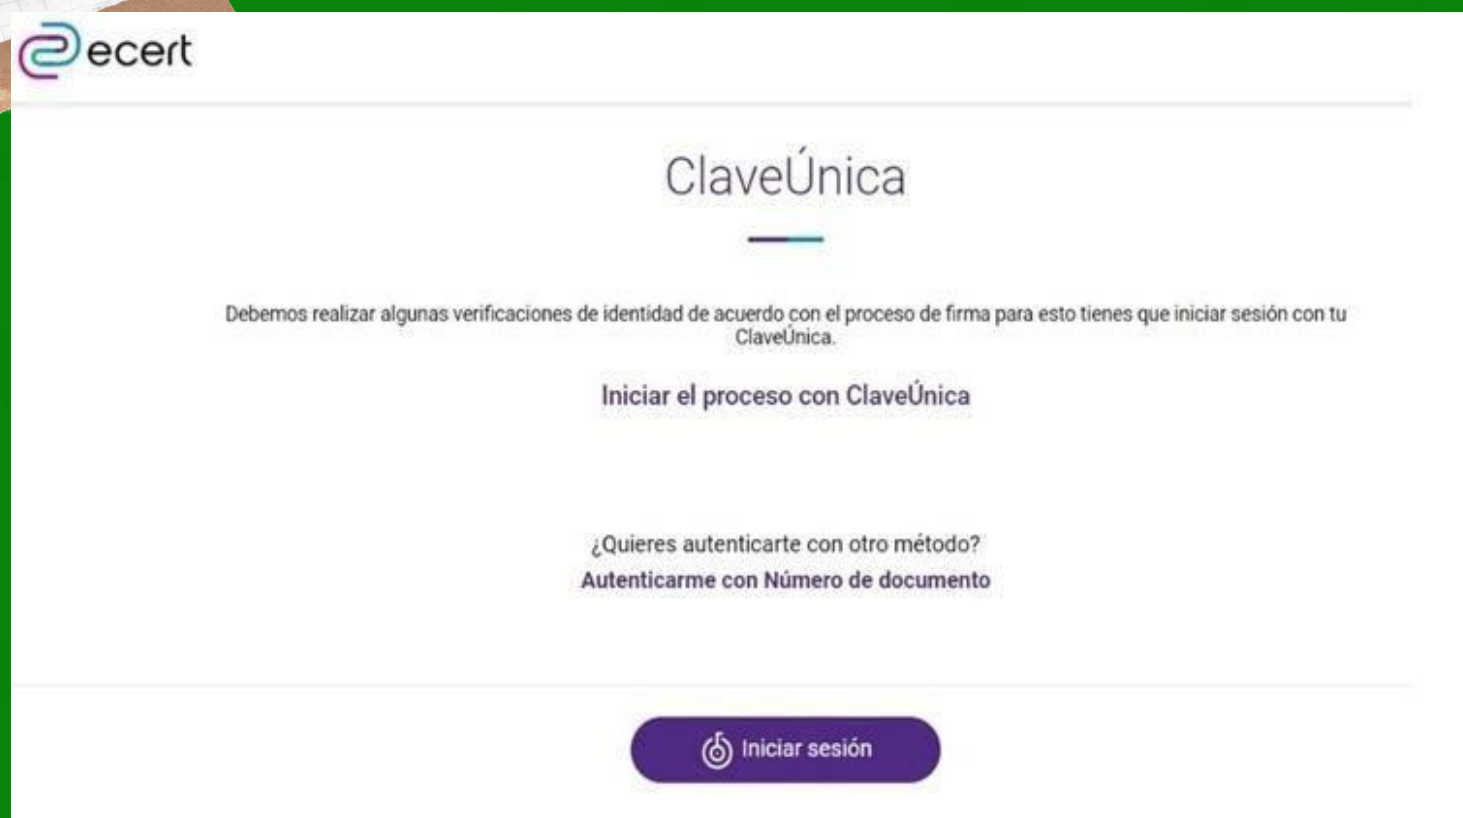 ecert
ClaveÚnica
Debemos realizar algunas verificaciones de identidad de acuerdo con el proceso de firma para esto tienes que iniciar sesión con tu
ClaveÚnica.
Iniciar el proceso con ClaveÚnica
¿Quieres autenticarte con otro método?
Autenticarme con Número de documento
Iniciar sesión